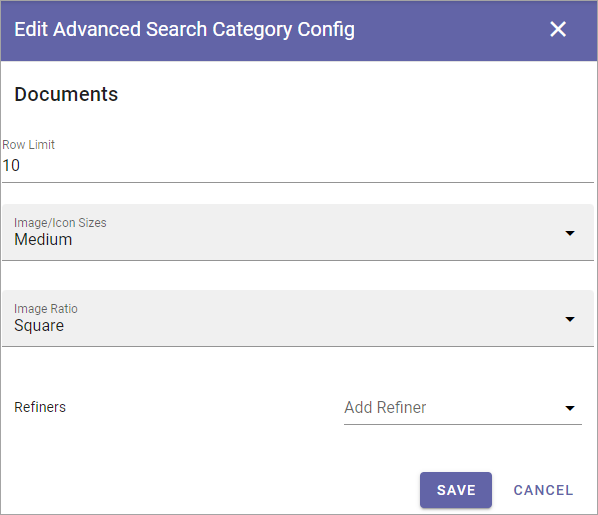 Edit Advanced Search Category Config
Documents
Row Limit
10
Image/Icon Sizes
Medium
Image Ratio
Square
Refiners
Add Refiner
SAVE
CANCEL